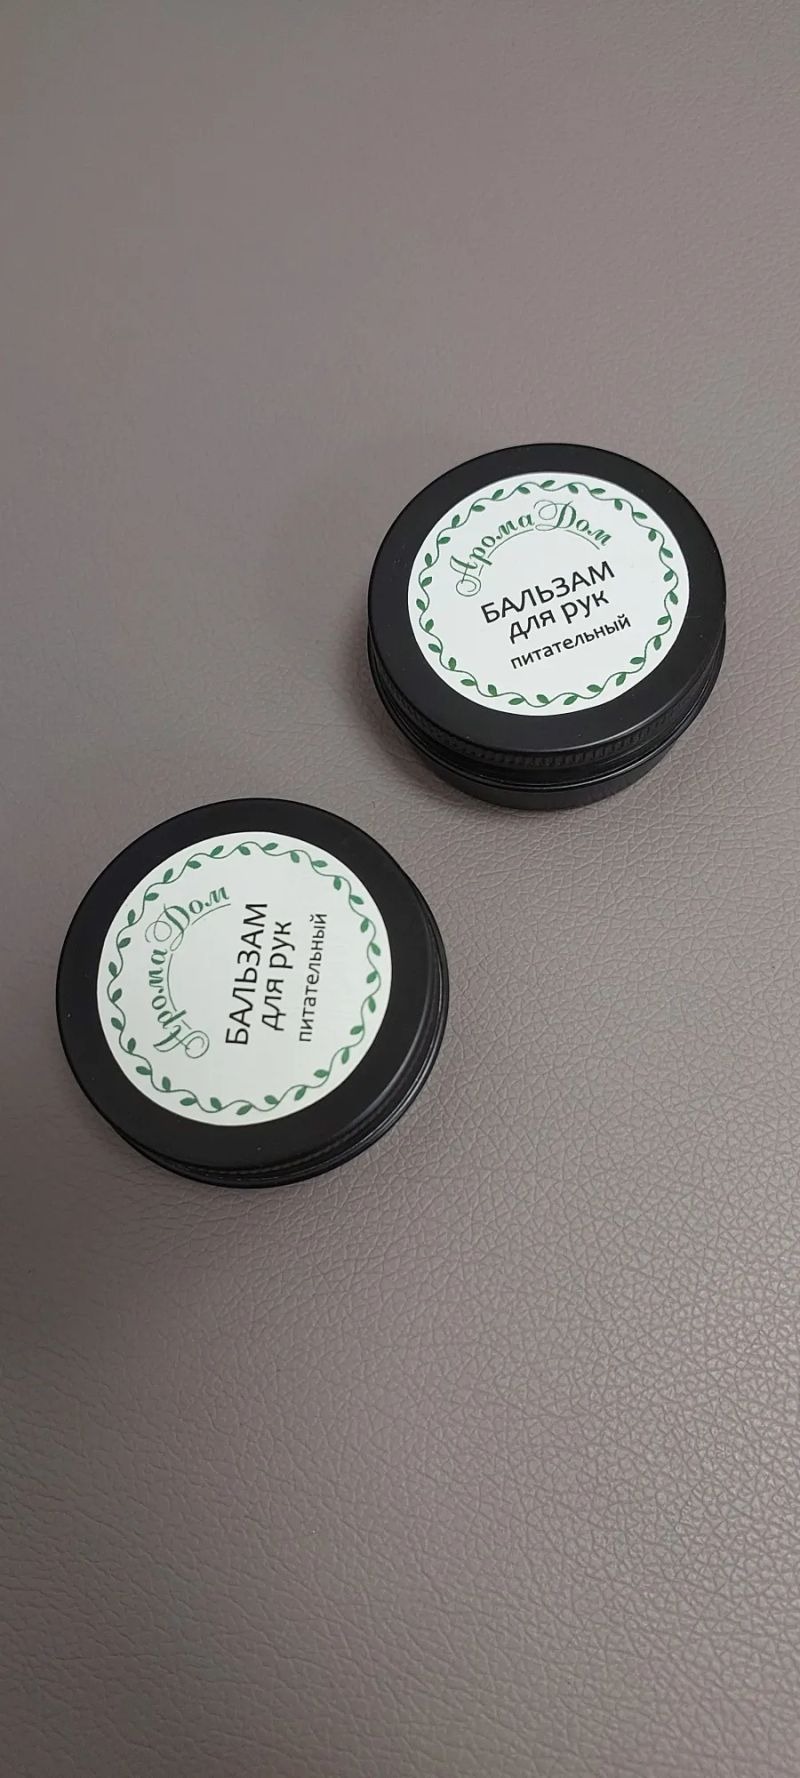 АромаДом
БАЛЬЗАМ
для рук
питательный
АромаДом
БАЛЬЗАМ
для рук
питательный